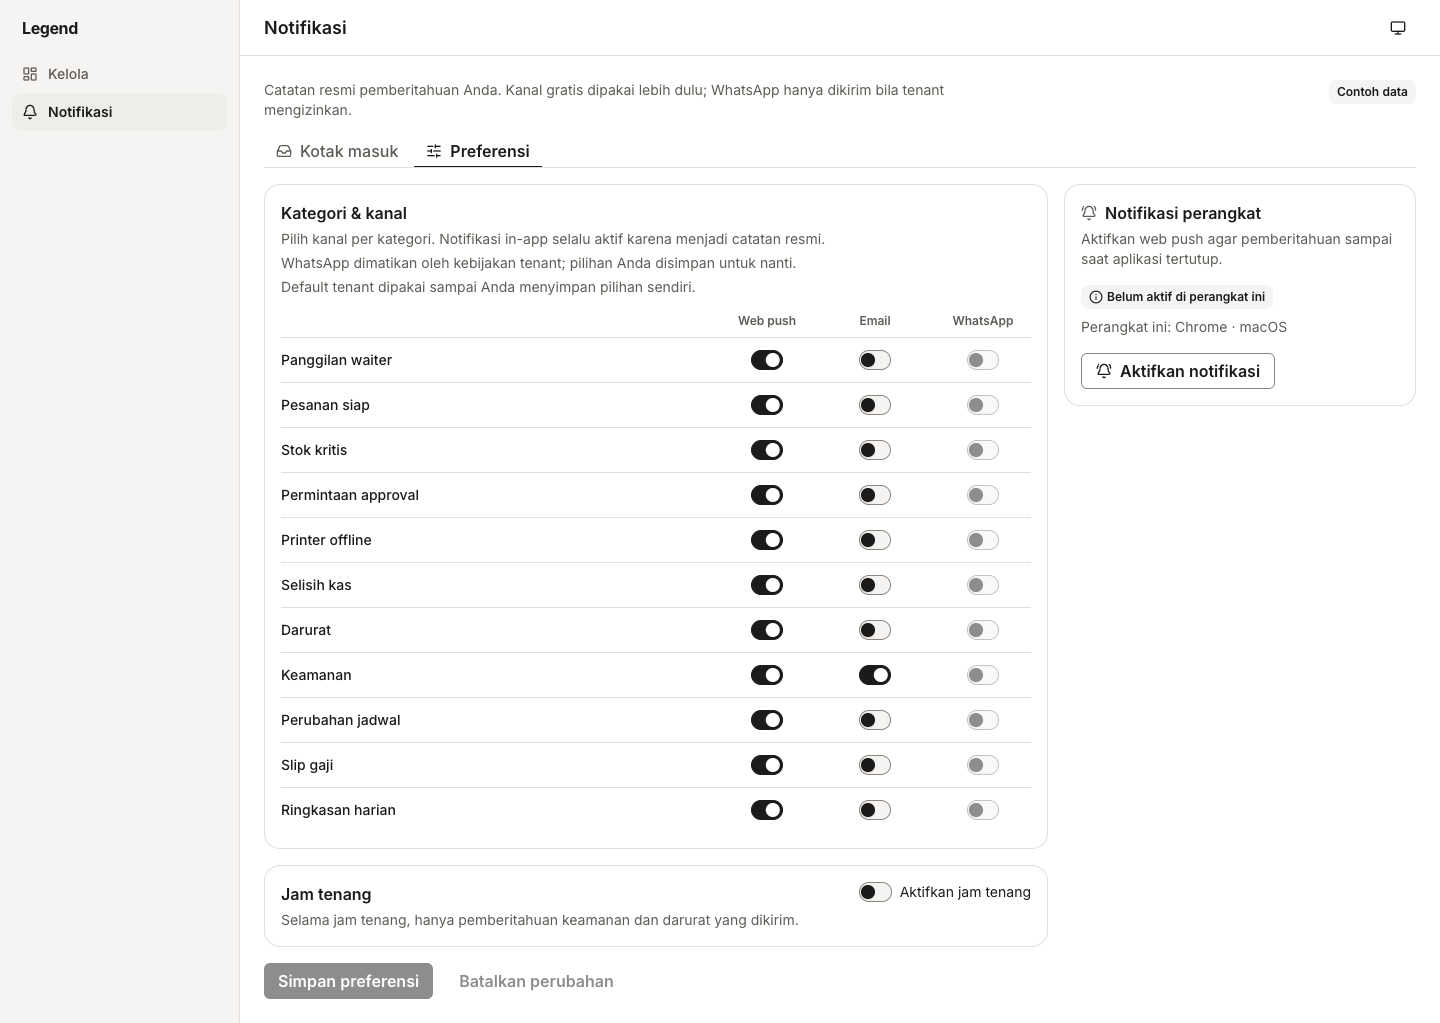 Legend
Kelola
Notifikasi
Notifikasi
Catatan resmi pemberitahuan Anda. Kanal gratis dipakai lebih dulu; WhatsApp hanya dikirim bila tenant
mengizinkan.
Contoh data
Kotak masuk
Preferensi
Kategori & kanal
Pilih kanal per kategori. Notifikasi in-app selalu aktif karena menjadi catatan resmi.
WhatsApp dimatikan oleh kebijakan tenant; pilihan Anda disimpan untuk nanti.
Default tenant dipakai sampai Anda menyimpan pilihan sendiri.
Web push Email WhatsApp
Panggilan waiter
Pesanan siap
Stok kritis
Permintaan approval
Printer offline
Selisih kas
Darurat
Keamanan
Perubahan jadwal
Slip gaji
Ringkasan harian
Jam tenang
Aktifkan jam tenang
Selama jam tenang, hanya pemberitahuan keamanan dan darurat yang dikirim.
Simpan preferensi
Batalkan perubahan
Notifikasi perangkat
Aktifkan web push agar pemberitahuan sampai
saat aplikasi tertutup.
Belum aktif di perangkat ini
Perangkat ini: Chrome · macOS
Aktifkan notifikasi